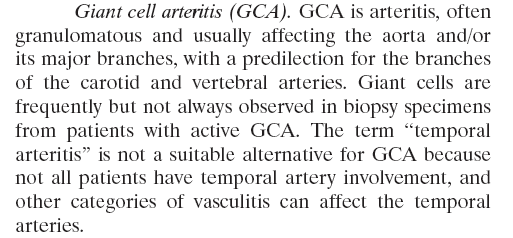 Giant cell arteritis (GCA). GCA is arteritis, often
granulomatous and usually affecting the aorta and/or
its major branches, with a predilection for the branches
of the carotid and vertebral arteries. Giant cells are
frequently but not always observed in biopsy specimens
from patients with active GCA. The term “temporal
arteritis” is not a suitable alternative for GCA because
not all patients have temporal artery involvement, and
other categories of vasculitis can affect the temporal
arteries.